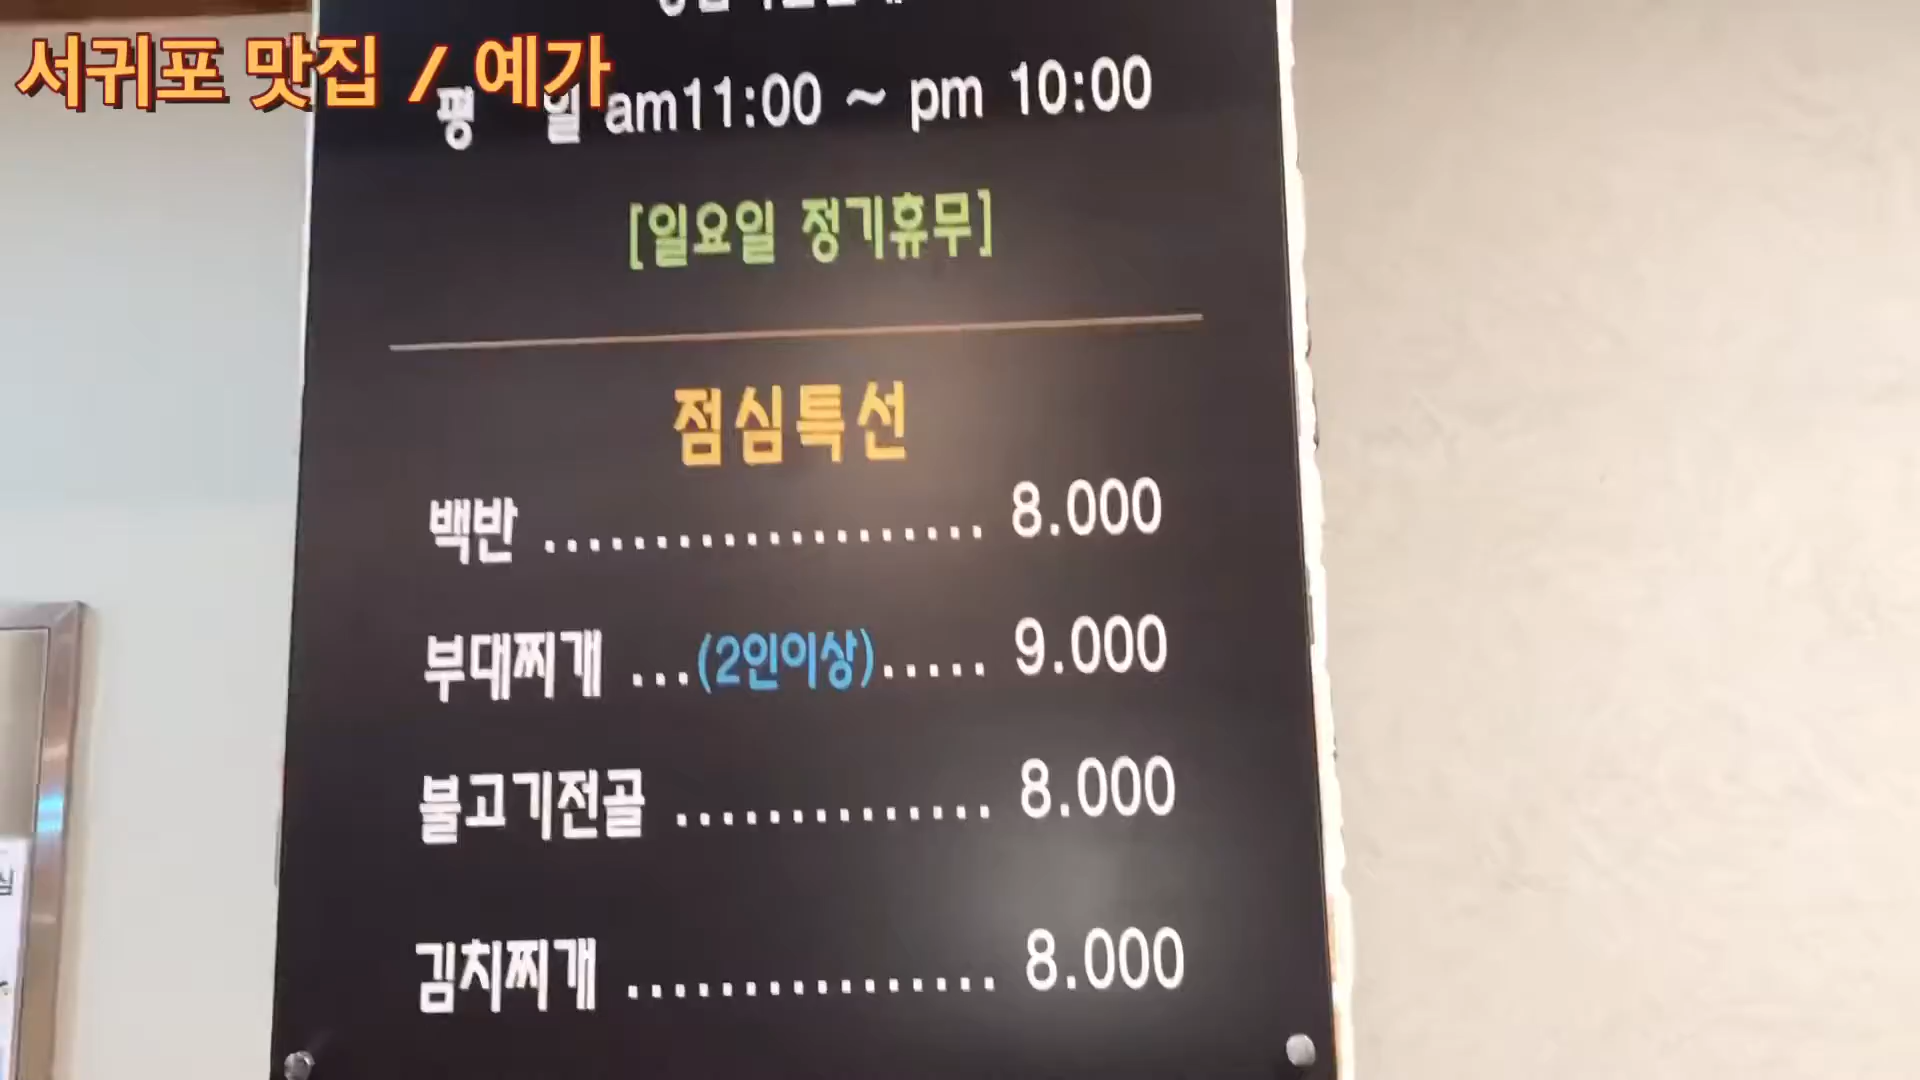 서귀포 맛집 / 예가
평 일 am11:00 ~ pm 10:00
[일요일 정기휴무]
점심특선
백반 .................... 8.000
부대찌개 ...(2인이상)..... 9.000
불고기전골 .............. 8.000
김치찌개 ................ 8.000
심